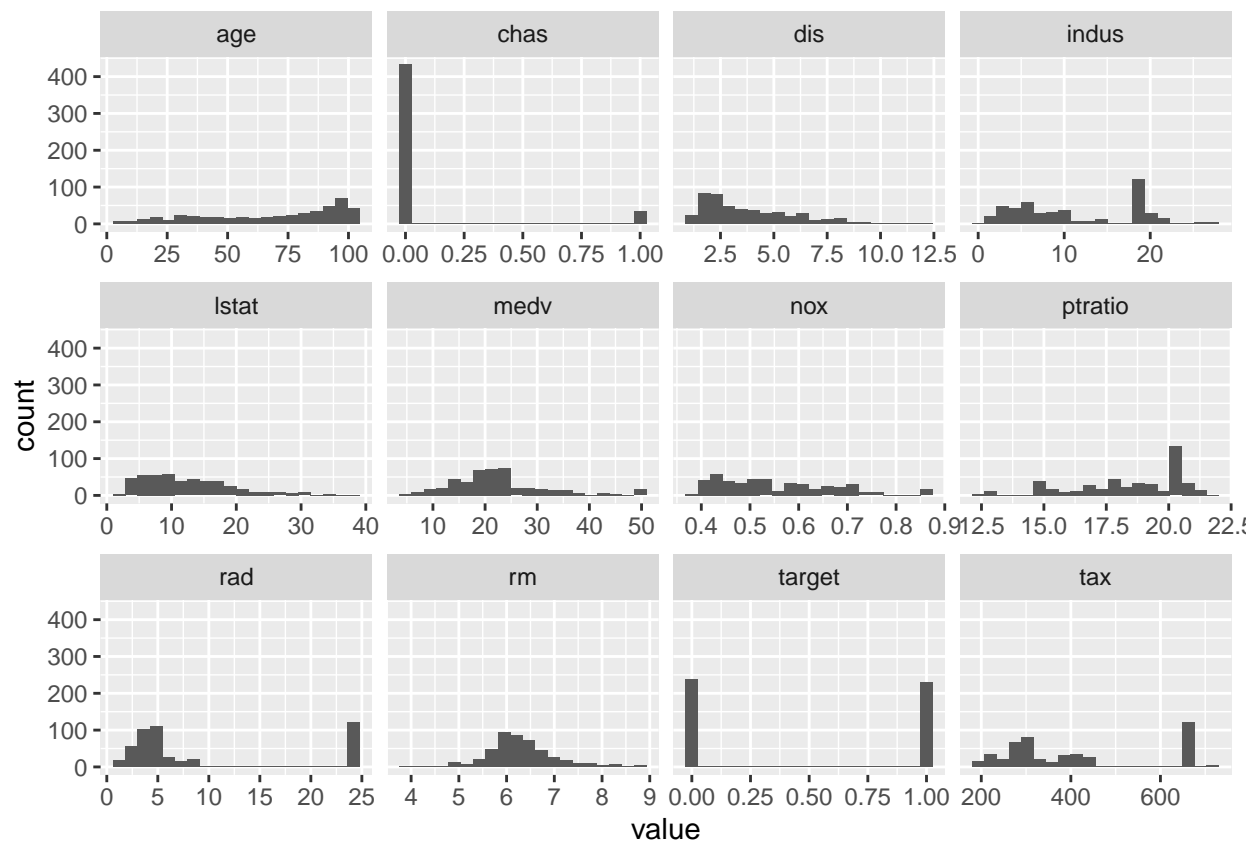 age chas dis indus
400
300
200
100
0
0 25 50 75 100 0.00 0.25 0.50 0.75 1.00 2.5 5.0 7.5 10.0 12.5 0 10 20
lstat medv nox ptratio
400
300
200
100
0
0 10 20 30 40 10 20 30 40 50 0.4 0.5 0.6 0.7 0.8 0.9 12.5 15.0 17.5 20.0 22.5
count
rad rm target tax
400
300
200
100
0
0 5 10 15 20 25 4 5 6 7 8 9 0.00 0.25 0.50 0.75 1.00 200 400 600
value